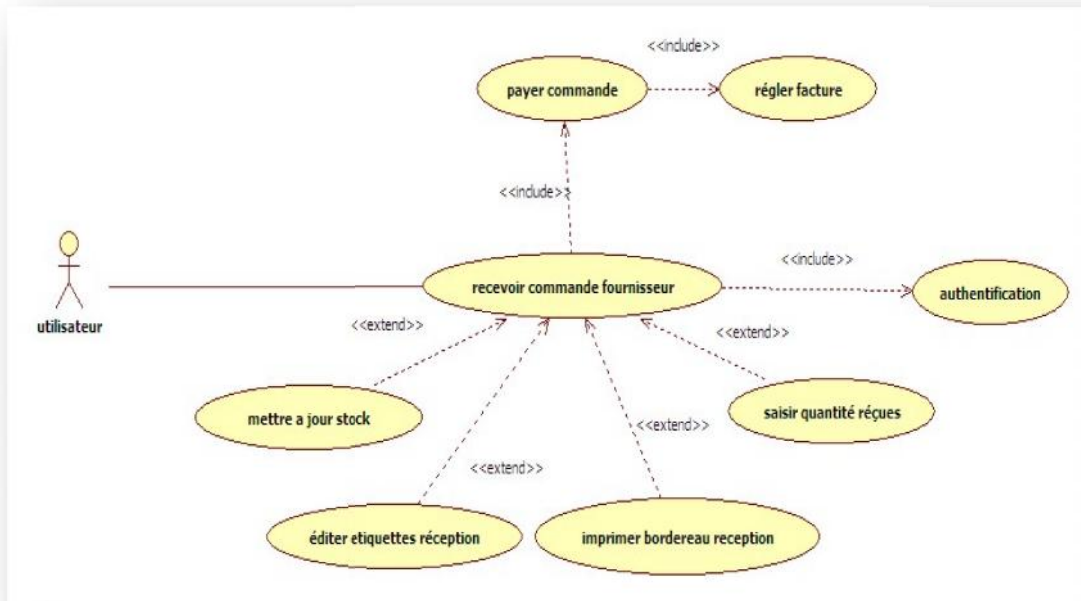 <<include>>
payer commande
régler facture
<<include>>
<<include>>
recevoir commande fournisseur
authentification
utilisateur
<<extend>>
<<extend>>
mettre a jour stock
saisir quantité réçues
<<extend>>
<<extend>>
éditer etiquettes réception
imprimer bordereau reception